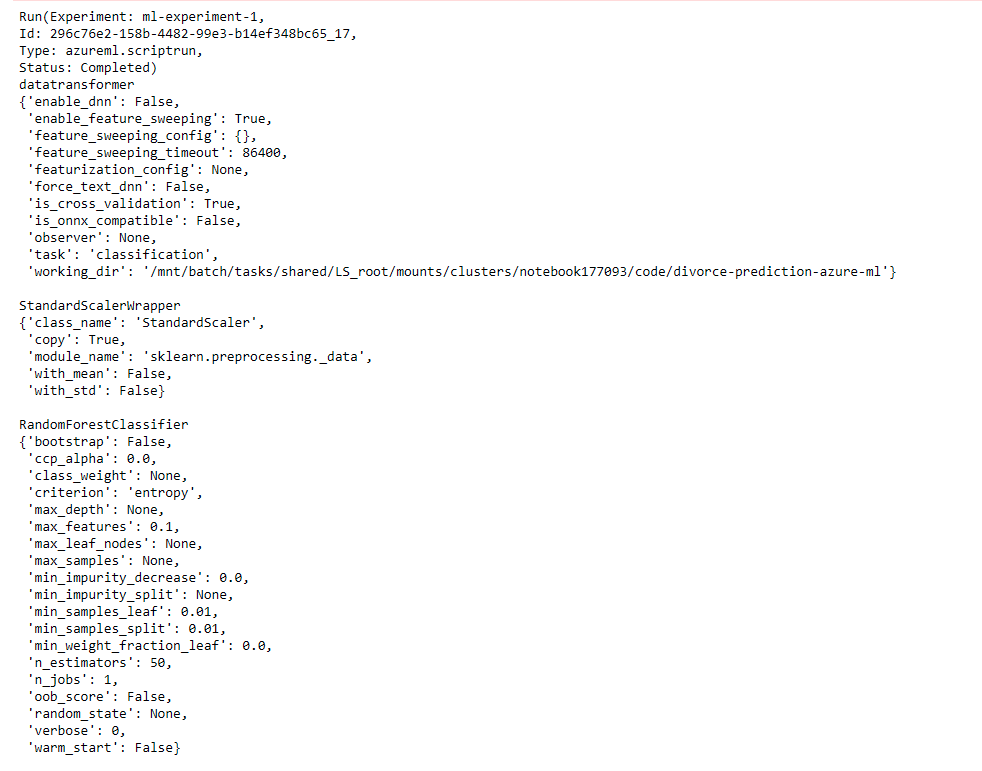 Run(Experiment: ml-experiment-1,
Id: 296c76e2-158b-4482-99e3-b14ef348bc65_17,
Type: azureml.scriptrun,
Status: Completed)
datatransformer
{'enable_dnn': False,
 'enable_feature_sweeping': True,
 'feature_sweeping_config': {},
 'feature_sweeping_timeout': 86400,
 'featurization_config': None,
 'force_text_dnn': False,
 'is_cross_validation': True,
 'is_onnx_compatible': False,
 'observer': None,
 'task': 'classification',
 'working_dir': '/mnt/batch/tasks/shared/LS_root/mounts/clusters/notebook177093/code/divorce-prediction-azure-ml'}
StandardScalerWrapper
{'class_name': 'StandardScaler',
 'copy': True,
 'module_name': 'sklearn.preprocessing._data',
 'with_mean': False,
 'with_std': False}
RandomForestClassifier
{'bootstrap': False,
 'ccp_alpha': 0.0,
 'class_weight': None,
 'criterion': 'entropy',
 'max_depth': None,
 'max_features': 0.1,
 'max_leaf_nodes': None,
 'max_samples': None,
 'min_impurity_decrease': 0.0,
 'min_impurity_split': None,
 'min_samples_leaf': 0.01,
 'min_samples_split': 0.01,
 'min_weight_fraction_leaf': 0.0,
 'n_estimators': 50,
 'n_jobs': 1,
 'oob_score': False,
 'random_state': None,
 'verbose': 0,
 'warm_start': False}